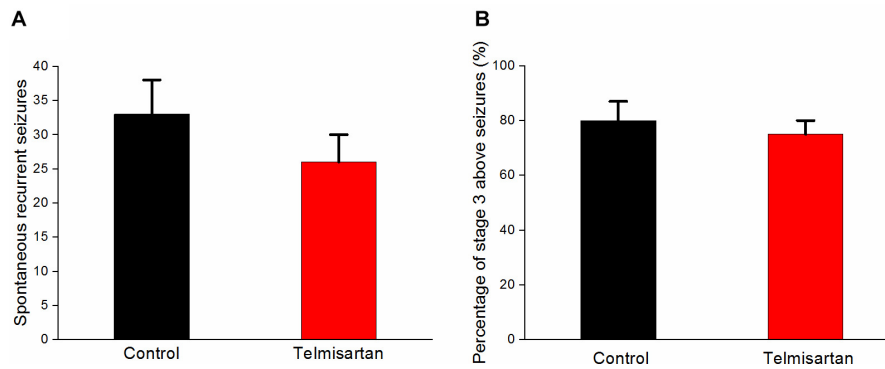 A
Spontaneous recurrent seizures
40
35
30
25
20
15
10
5
0
Control
Telmisartan
B
Percentage of stage 3 above seizures (%)
100
80
60
40
20
0
Control
Telmisartan